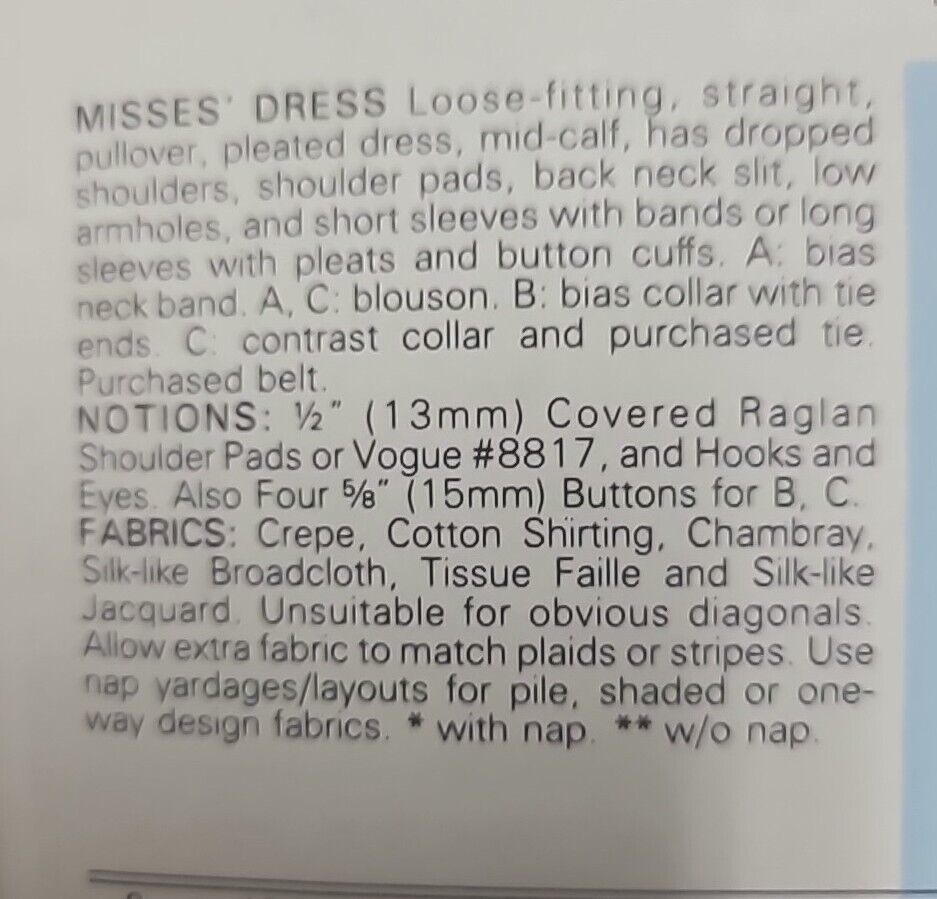 MISSES' DRESS Loose-fitting, straight,
pullover, pleated dress, mid-calf, has dropped
shoulders, shoulder pads, back neck slit, low
armholes, and short sleeves with bands or long
sleeves with pleats and button cuffs. A: bias
neck band. A, C: blouson. B: bias collar with tie
ends. C: contrast collar and purchased tie.
Purchased belt.
NOTIONS: ½" (13mm) Covered Raglan
Shoulder Pads or Vogue #8817, and Hooks and
Eyes. Also Four ⅝" (15mm) Buttons for B, C.
FABRICS: Crepe, Cotton Shirting, Chambray,
Silk-like Broadcloth, Tissue Faille and Silk-like
Jacquard. Unsuitable for obvious diagonals.
Allow extra fabric to match plaids or stripes. Use
nap yardages/layouts for pile, shaded or one-
way design fabrics. * with nap. ** w/o nap.